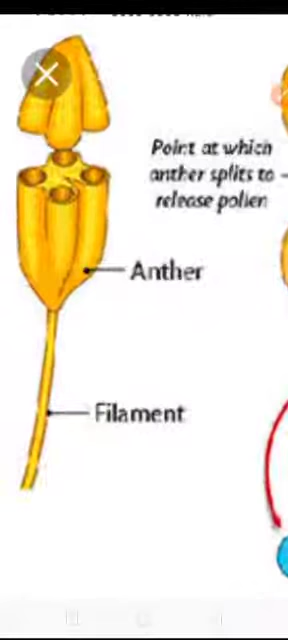 Point at which
anther splits to
release pollen
Anther
Filament